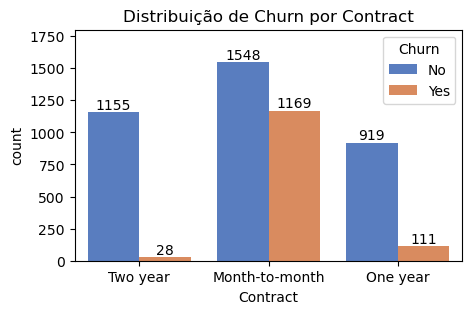 Distribuição de Churn por Contract
1750
1500
1250
1000
750
500
250
0
count
1155
28
1548
1169
919
111
Churn
No
Yes
Two year
Month-to-month
One year
Contract